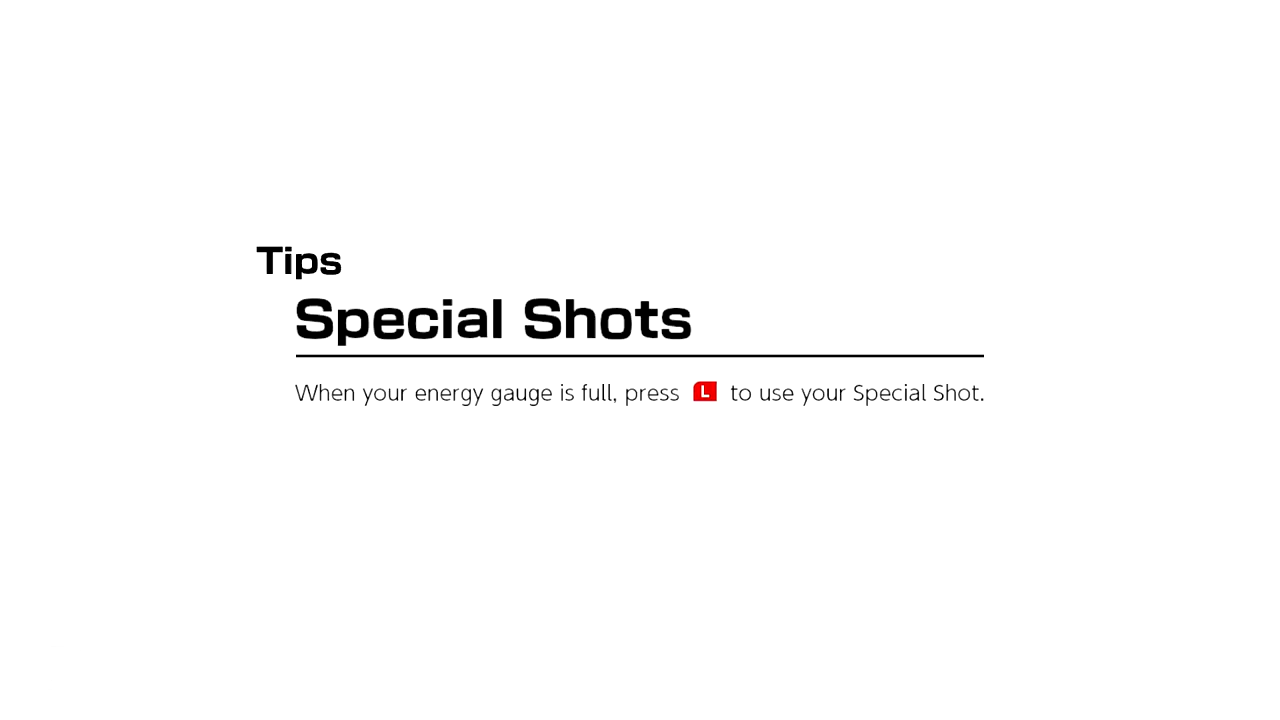 Tips
Special Shots
When your energy gauge is full, press L to use your Special Shot.